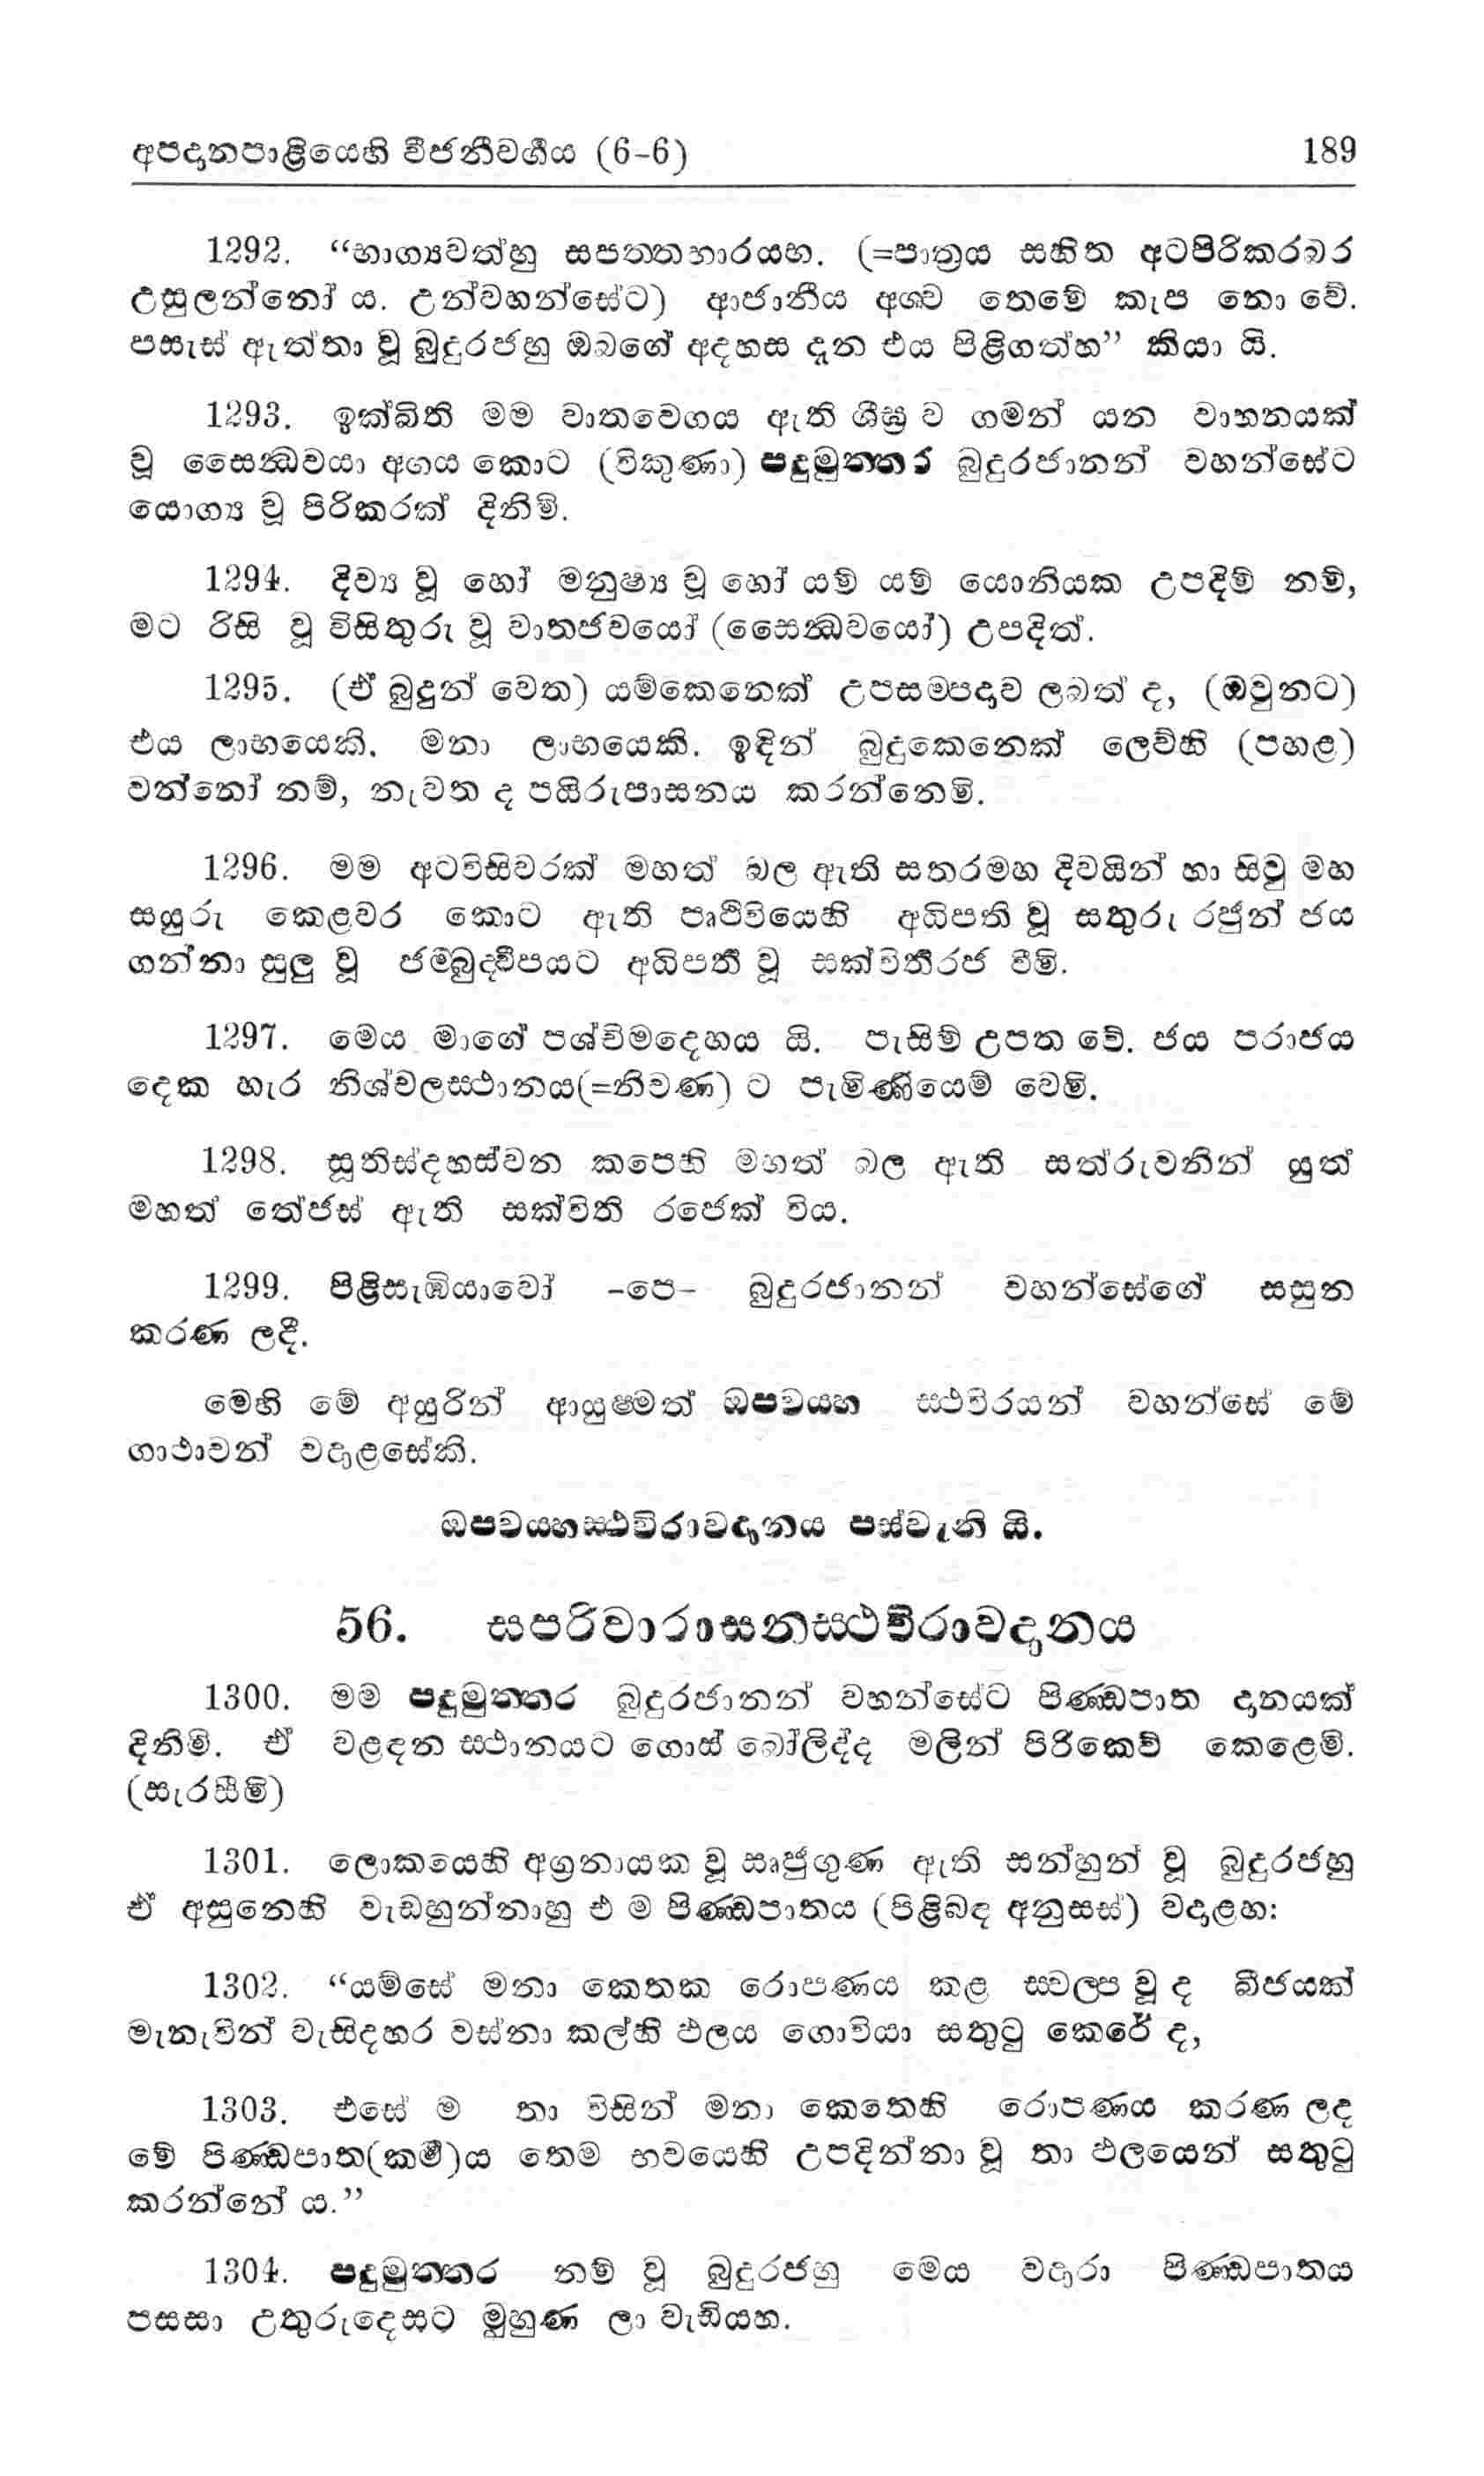 අපදානපාළියෙහි වීජනීවර්‍ගය (6-6) 189
1292. “භාග්‍යවත්හු සපත්තභාරයහ. (=පාත්‍රය සහිත අටපිරිකරබර
උසුලන්නෝ ය. උන්වහන්සේට) ආජානීය අශ්ව තෙමේ කැප නො වේ.
පසැස් ඇත්තා වූ බුදුරජහු ඔබගේ අදහස දැන එය පිළිගත්හ” කියා යි.
1293. ඉක්බිති මම වාතවෙගය ඇති ශීඝ්‍ර ව ගමන් යන වාහනයක්
වූ සෛන්ධවයා අගය කොට (විකුණා) පදුමුත්තර බුදුරජානන් වහන්සේට
යොග්‍ය වූ පිරිකරක් දිනිමි.
1294. දිව්‍ය වූ හෝ මනුෂ්‍ය වූ හෝ යම් යම් යොනියක උපදිම් නම්,
මට රිසි වූ විසිතුරු වූ වාතජවයෝ (සෛන්ධවයෝ) උපදිත්.
1295. (ඒ බුදුන් වෙත) යම්කෙනෙක් උපසම්පදාව ලබත් ද, (ඔවුනට)
එය ලාභයෙකි. මනා ලාභයෙකි. ඉඳින් බුදුකෙනෙක් ලෙව්හි (පහළ)
වන්නෝ නම්, නැවත ද පර්‍ය්‍යිරුපාසනය කරන්නෙමි.
1296. මම අටවිසිවරක් මහත් බල ඇති සතරමහ දිවයින් හා සිවු මහ
සයුරු කෙළවර කොට ඇති පෘථිවියෙහි අධිපති වූ සතුරු රජුන් ජය
ගන්නා සුලු වූ ජම්බුද්වීපයට අධිපති වූ සක්විතිරජ වීමි.
1297. මෙය මාගේ පශ්චිමදෙහය යි. පැසිම් උපත වේ. ජය පරාජය
දෙක හැර නිශ්චලස්ථානය(=නිවණ) ට පැමිණියෙම් වෙමි.
1298. සූතිස්දහස්වන කපෙහි මහත් බල ඇති සත්රුවනින් යුත්
මහත් තේජස් ඇති සක්විති රජෙක් විය.
1299. පිළිසැඹියාවෝ -පෙ- බුදුරජානන් වහන්සේගේ සසුන
කරණ ලදී.
මෙහි මේ අයුරින් ආයුෂ්මත් ඔපවය්හ ස්ථවිරයන් වහන්සේ මේ
ගාථාවන් වදාළසේකි.
ඔපවය්හස්ථවිරාවදානය පස්වැනි යි.
56. සපරිවාරාසනස්ථවිරාවදානය
1300. මම පදුමුත්තර බුදුරජානන් වහන්සේට පිණ්ඩපාත දානයක්
දිනිමි. ඒ වළඳන ස්ථානයට ගොස් බෝලිද්ද මලින් පිරිකෙව් කෙළෙමි.
(සැරසීමි)
1301. ලොකයෙහි අග්‍රනායක වූ ඍජුගුණ ඇති සන්හුන් වූ බුදුරජහු
ඒ අසුනෙහි වැඩහුන්නාහු එ ම පිණ්ඩපාතය (පිළිබඳ අනුසස්) වදාළහ:
1302. “යම්සේ මනා කෙතක රොපණය කළ ස්වල්ප වූ ද බීජයක්
මැනැවින් වැසිදහර වස්නා කල්හි ඵලය ගොවියා සතුටු කෙරේ ද,
1303. එසේ ම තා විසින් මනා කෙතෙහි රොපණය කරණ ලද
මේ පිණ්ඩපාත(කර්‍ම)ය තෙම භවයෙහි උපදින්නා වූ තා ඵලයෙන් සතුටු
කරන්නේ ය.”
1304. පදුමුත්තර නම් වූ බුදුරජහු මෙය වදාරා පිණ්ඩපාතය
පසසා උතුරුදෙසට මුහුණ ලා වැඩියහ.